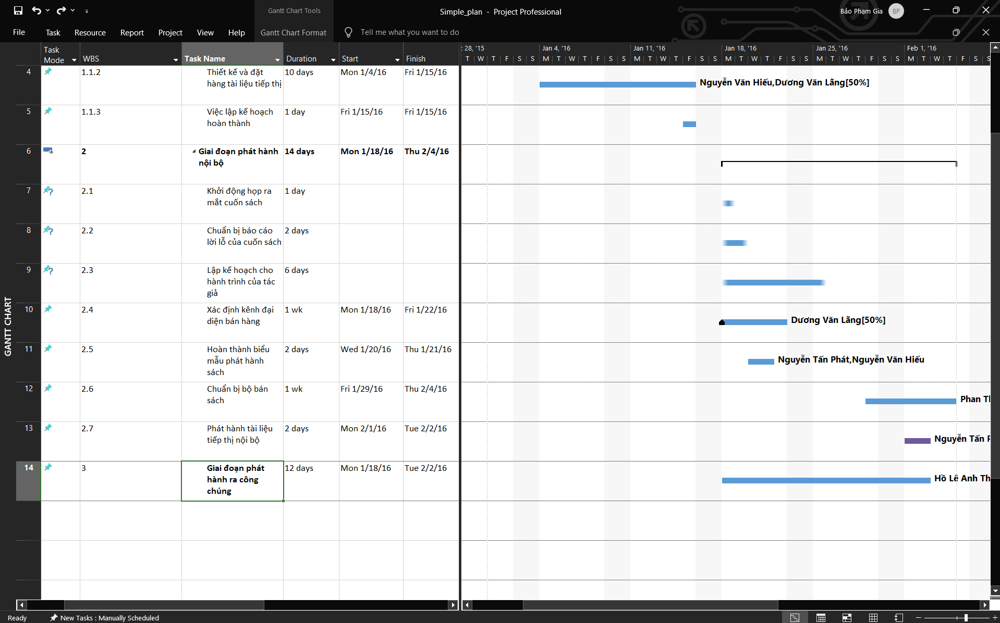 Gantt Chart Tools
Simple_plan - Project Professional
Bảo Phạm Gia BP
File Task Resource Report Project View Help Gantt Chart Format Tell me what you want to do
Task Mode WBS Task Name Duration Start Finish
28, '15 Jan 4, '16 Jan 11, '16 Jan 18, '16 Jan 25, '16 Feb 1, '16
T W T F S S M T W T F S S M T W T F S S M T W T F S S M T W T F S S M T W T F S S
4 1.1.2 Thiết kế và đặt 10 days Mon 1/4/16 Fri 1/15/16
hàng tài liệu tiếp thị
Nguyễn Văn Hiếu,Dương Văn Lãng[50%]
5 1.1.3 Việc lập kế hoạch 1 day Fri 1/15/16 Fri 1/15/16
hoàn thành
6 2 Giai đoạn phát hành 14 days Mon 1/18/16 Thu 2/4/16
nội bộ
7 2.1 Khởi động họp ra 1 day
mắt cuốn sách
8 2.2 Chuẩn bị báo cáo 2 days
lời lỗ của cuốn sách
9 2.3 Lập kế hoạch cho 6 days
hành trình của tác
giả
10 2.4 Xác định kênh đại 1 wk Mon 1/18/16 Fri 1/22/16
diện bán hàng
Dương Văn Lãng[50%]
11 2.5 Hoàn thành biểu 2 days Wed 1/20/16 Thu 1/21/16
mẫu phát hành
sách
Nguyễn Tấn Phát,Nguyễn Văn Hiếu
12 2.6 Chuẩn bị bộ bán 1 wk Fri 1/29/16 Thu 2/4/16
sách
Phan
13 2.7 Phát hành tài liệu 2 days Mon 2/1/16 Tue 2/2/16
tiếp thị nội bộ
Nguyễn Tấn
14 3 Giai đoạn phát 12 days Mon 1/18/16 Tue 2/2/16
hành ra công
chúng
Hồ Lê Anh
GANTT CHART
Ready New Tasks : Manually Scheduled